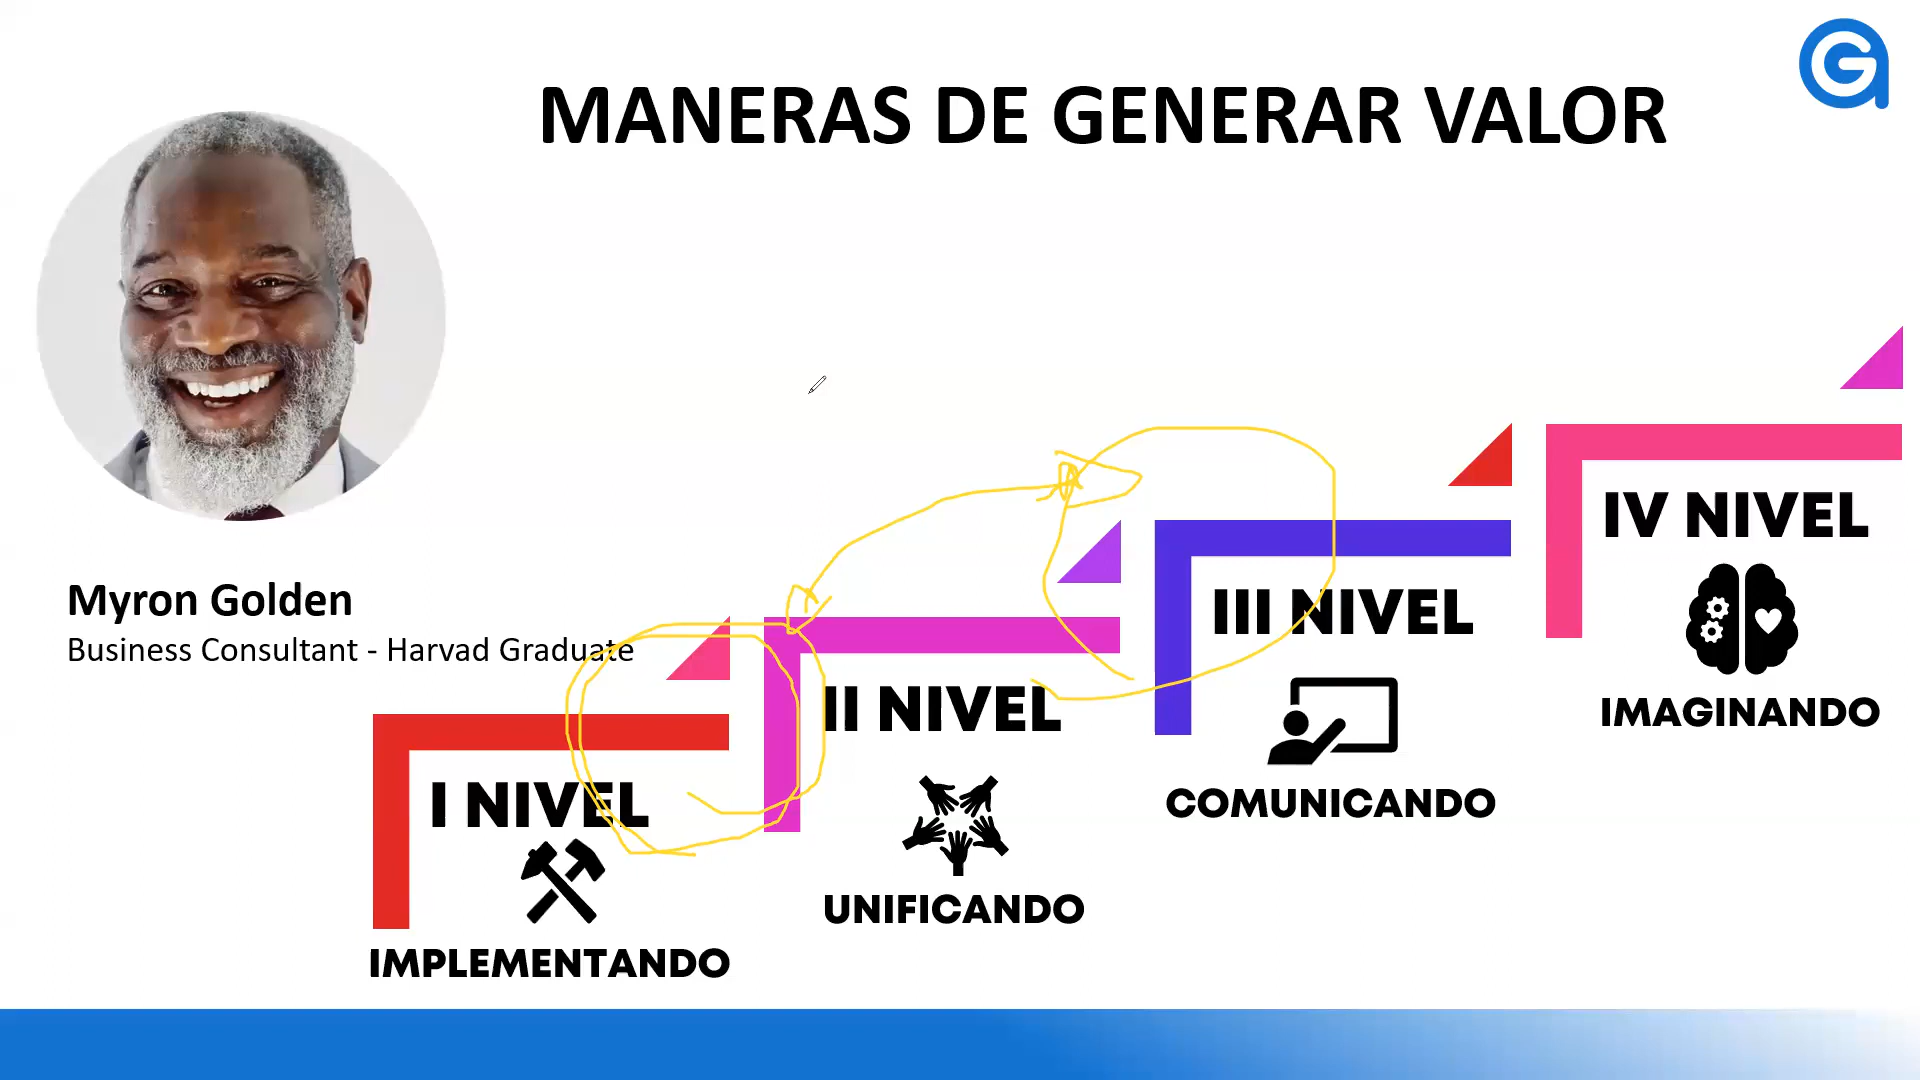 MANERAS DE GENERAR VALOR
Myron Golden
Business Consultant - Harvad Graduate
I NIVEL
IMPLEMENTANDO
II NIVEL
UNIFICANDO
III NIVEL
COMUNICANDO
IV NIVEL
IMAGINANDO